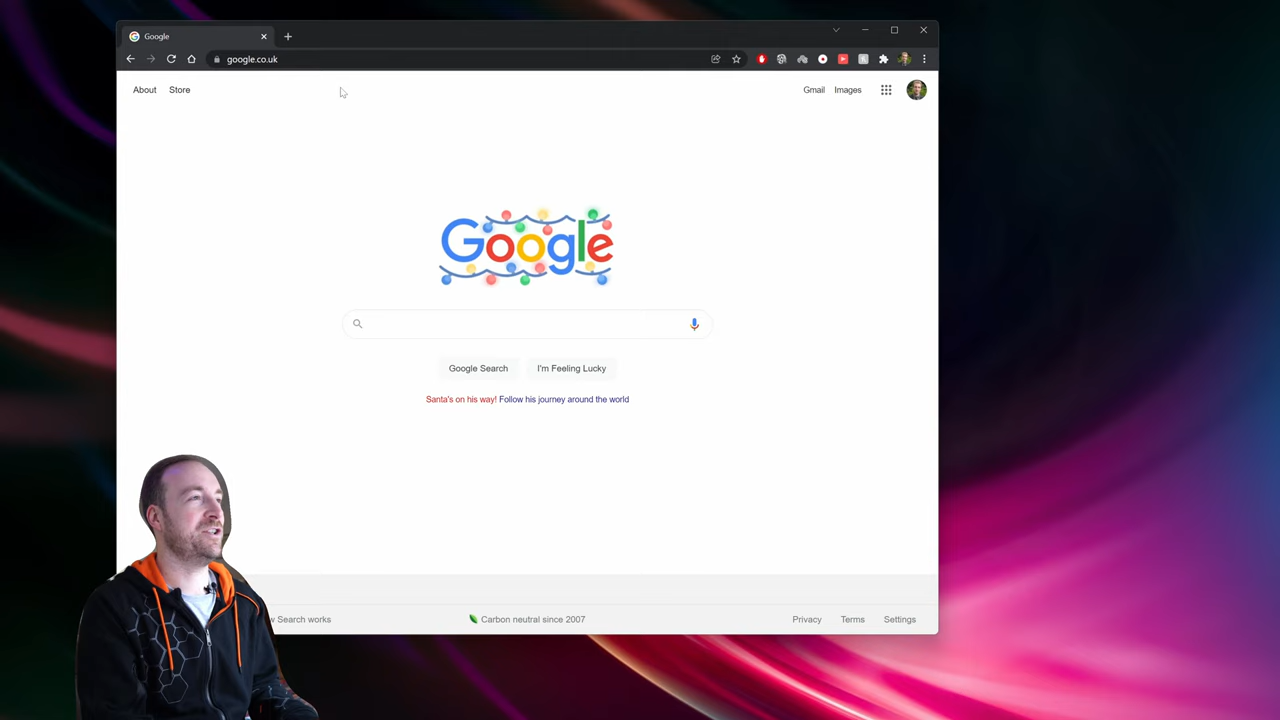 Google
google.co.uk
About Store Gmail Images
Google
Google Search I'm Feeling Lucky
Santa's on his way! Follow his journey around the world
Search works Carbon neutral since 2007 Privacy Terms Settings